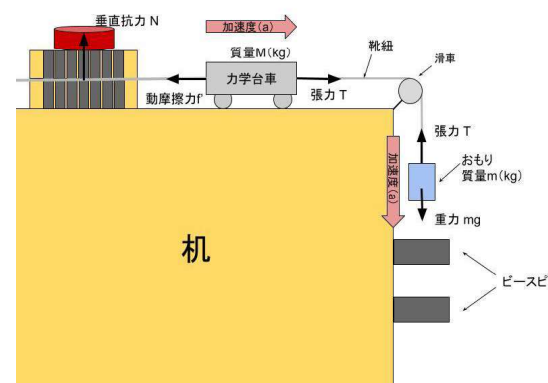 垂直抗力 N
加速度(a)
質量M(kg)
力学台車
靴紐
滑車
動摩擦力f'
張力 T
張力 T
加速度(a)
おもり
質量m(kg)
重力 mg
机
ビースピ